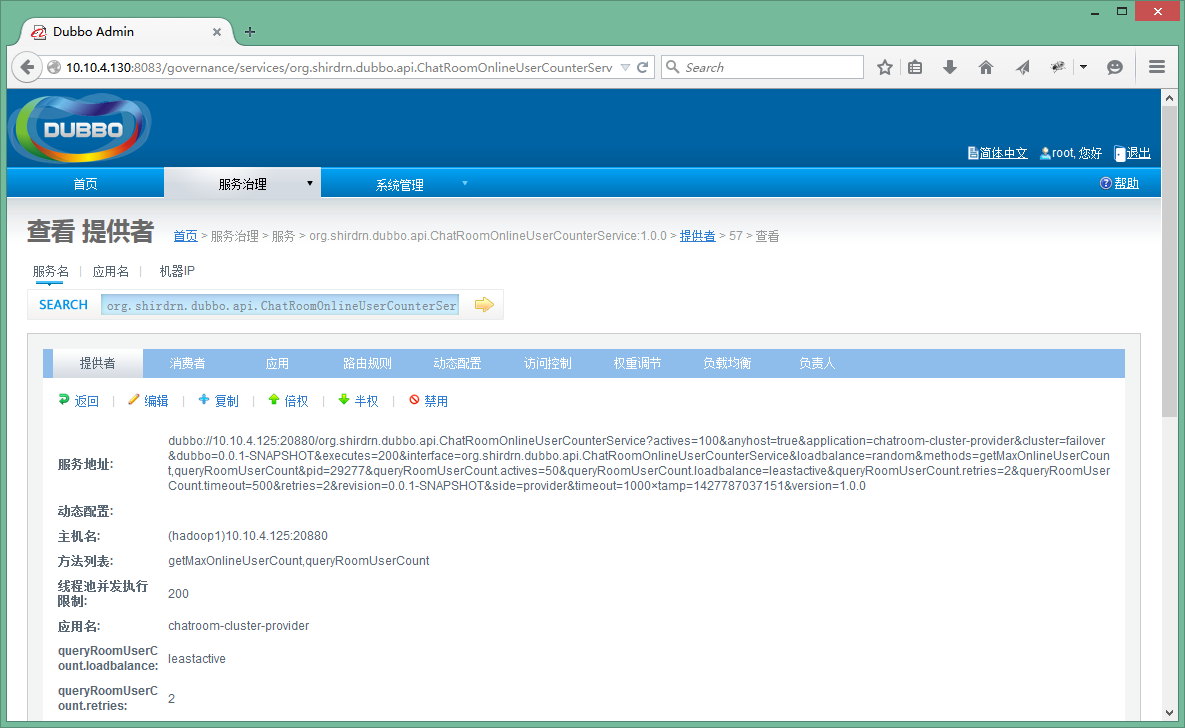 Dubbo Admin
10.10.4.130:8083/governance/services/org.shirdrn.dubbo.api.ChatRoomOnlineUserCounterServ
Search
DUBBO
简体中文 root, 您好 退出
首页 服务治理 系统管理 帮助
查看 提供者 首页 > 服务治理 > 服务 > org.shirdrn.dubbo.api.ChatRoomOnlineUserCounterService:1.0.0 > 提供者 > 57 > 查看
服务名 | 应用名 | 机器IP
SEARCH org.shirdrn.dubbo.api.ChatRoomOnlineUserCounterSer
提供者 消费者 应用 路由规则 动态配置 访问控制 权重调节 负载均衡 负责人
返回 | 编辑 | 复制 | 倍权 | 半权 | 禁用
服务地址:
dubbo://10.10.4.125:20880/org.shirdrn.dubbo.api.ChatRoomOnlineUserCounterService?actives=100&anyhost=true&application=chatroom-cluster-provider&cluster=failover
&dubbo=0.0.1-SNAPSHOT&executes=200&interface=org.shirdrn.dubbo.api.ChatRoomOnlineUserCounterService&loadbalance=random&methods=getMaxOnlineUserCoun
t,queryRoomUserCount&pid=29277&queryRoomUserCount.actives=50&queryRoomUserCount.loadbalance=leastactive&queryRoomUserCount.retries=2&queryRoomUser
Count.timeout=500&retries=2&revision=0.0.1-SNAPSHOT&side=provider&timeout=1000×tamp=1427787037151&version=1.0.0
动态配置:
主机名: (hadoop1)10.10.4.125:20880
方法列表: getMaxOnlineUserCount,queryRoomUserCount
线程池并发执行
限制:
200
应用名: chatroom-cluster-provider
queryRoomUserC
ount.loadbalance:
leastactive
queryRoomUserC
ount.retries:
2